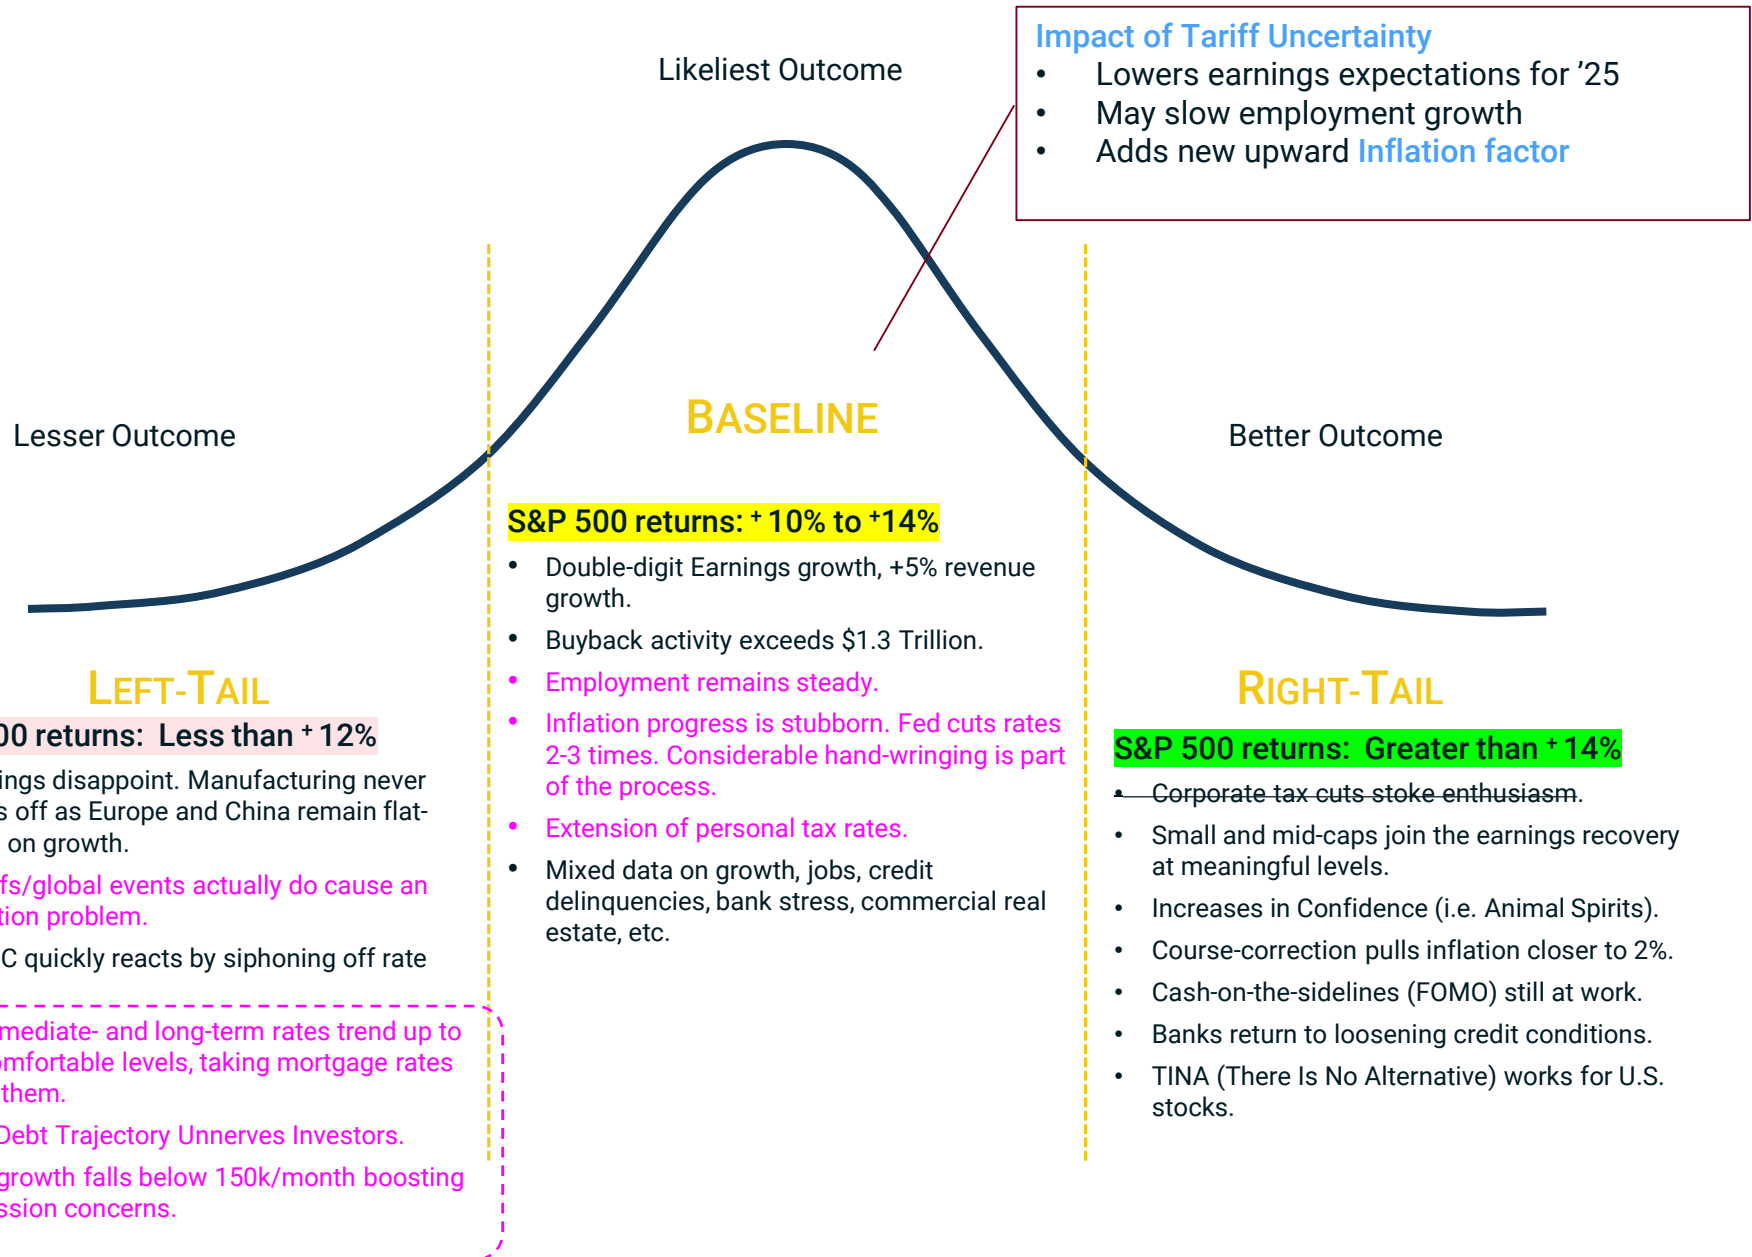 Impact of Tariff Uncertainty
• Lowers earnings expectations for ’25
• May slow employment growth
• Adds new upward Inflation factor
Likeliest Outcome
Lesser Outcome
BASELINE
Better Outcome
LEFT-TAIL
00 returns: Less than + 12%
ings disappoint. Manufacturing never
s off as Europe and China remain flat-
on growth.
fs/global events actually do cause an
tion problem.
C quickly reacts by siphoning off rate
mediate- and long-term rates trend up to
omfortable levels, taking mortgage rates
them.
Debt Trajectory Unnerves Investors.
growth falls below 150k/month boosting
ssion concerns.
S&P 500 returns: + 10% to +14%
• Double-digit Earnings growth, +5% revenue
growth.
• Buyback activity exceeds $1.3 Trillion.
• Employment remains steady.
• Inflation progress is stubborn. Fed cuts rates
2-3 times. Considerable hand-wringing is part
of the process.
• Extension of personal tax rates.
• Mixed data on growth, jobs, credit
delinquencies, bank stress, commercial real
estate, etc.
RIGHT-TAIL
S&P 500 returns: Greater than + 14%
• Corporate tax cuts stoke enthusiasm.
• Small and mid-caps join the earnings recovery
at meaningful levels.
• Increases in Confidence (i.e. Animal Spirits).
• Course-correction pulls inflation closer to 2%.
• Cash-on-the-sidelines (FOMO) still at work.
• Banks return to loosening credit conditions.
• TINA (There Is No Alternative) works for U.S.
stocks.